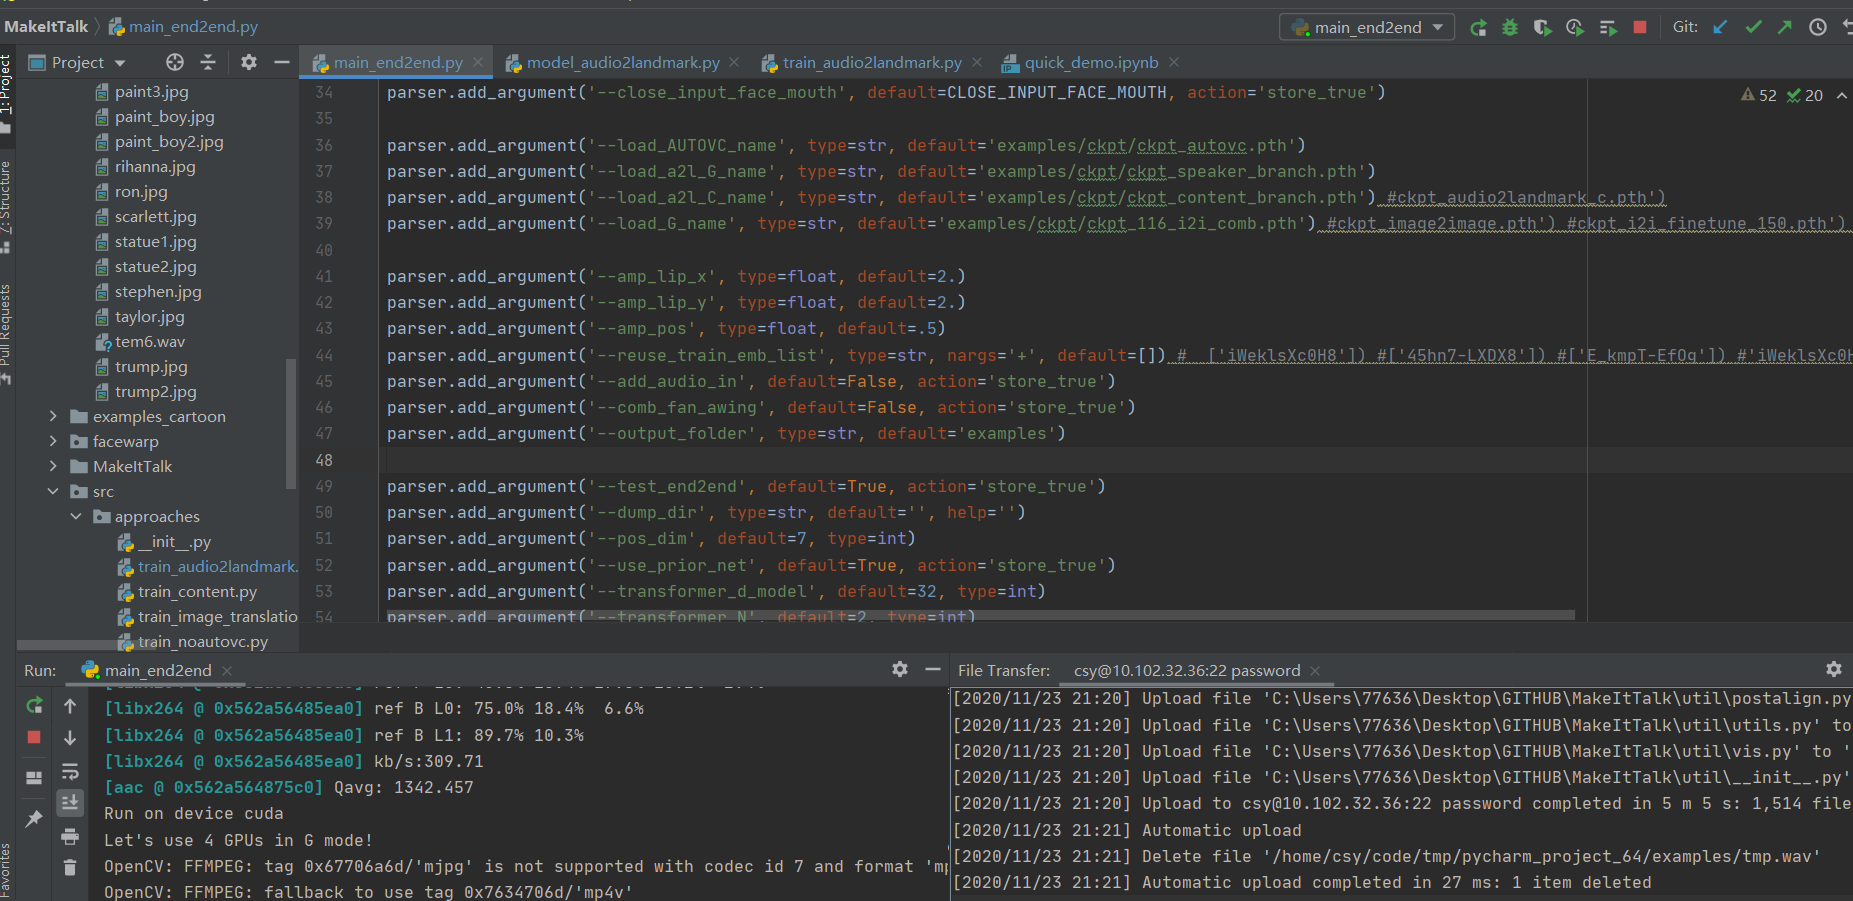 MakeItTalk
main_end2end.py
main_end2end
Git:
Project
main_end2end.py
model_audio2landmark.py
train_audio2landmark.py
quick_demo.ipynb
1: Project
7: Structure
Pull Requests
Favorites
paint3.jpg
paint_boy.jpg
paint_boy2.jpg
rihanna.jpg
ron.jpg
scarlett.jpg
statue1.jpg
statue2.jpg
stephen.jpg
taylor.jpg
tem6.wav
trump.jpg
trump2.jpg
examples_cartoon
facewarp
MakeItTalk
src
approaches
__init__.py
train_audio2landmark.
train_content.py
train_image_translatio
train_noautovc.py
52 20
34 parser.add_argument('--close_input_face_mouth', default=CLOSE_INPUT_FACE_MOUTH, action='store_true')
35
36 parser.add_argument('--load_AUTOVC_name', type=str, default='examples/ckpt/ckpt_autovc.pth')
37 parser.add_argument('--load_a2l_G_name', type=str, default='examples/ckpt/ckpt_speaker_branch.pth')
38 parser.add_argument('--load_a2l_C_name', type=str, default='examples/ckpt/ckpt_content_branch.pth') #ckpt_audio2landmark_c.pth')
39 parser.add_argument('--load_G_name', type=str, default='examples/ckpt/ckpt_116_i2i_comb.pth') #ckpt_image2image.pth') #ckpt_i2i_finetune_150.pth')
40
41 parser.add_argument('--amp_lip_x', type=float, default=2.)
42 parser.add_argument('--amp_lip_y', type=float, default=2.)
43 parser.add_argument('--amp_pos', type=float, default=.5)
44 parser.add_argument('--reuse_train_emb_list', type=str, nargs='+', default=[]) # ['iWeklsXc0H8']) #['45hn7-LXDX8']) #['E_kmpT-EfOg']) #'iWeklsXc0H
45 parser.add_argument('--add_audio_in', default=False, action='store_true')
46 parser.add_argument('--comb_fan_awing', default=False, action='store_true')
47 parser.add_argument('--output_folder', type=str, default='examples')
48
49 parser.add_argument('--test_end2end', default=True, action='store_true')
50 parser.add_argument('--dump_dir', type=str, default='', help='')
51 parser.add_argument('--pos_dim', default=7, type=int)
52 parser.add_argument('--use_prior_net', default=True, action='store_true')
53 parser.add_argument('--transformer_d_model', default=32, type=int)
54 parser.add_argument('--transformer_N', default=2, type=int)
Run: main_end2end
[libx264 @ 0x562a56485ea0] ref B L0: 75.0% 18.4%  6.6%
[libx264 @ 0x562a56485ea0] ref B L1: 89.7% 10.3%
[libx264 @ 0x562a56485ea0] kb/s:309.71
[aac @ 0x562a564875c0] Qavg: 1342.457
Run on device cuda
Let's use 4 GPUs in G mode!
OpenCV: FFMPEG: tag 0x67706a6d/'mjpg' is not supported with codec id 7 and format 'mp
OpenCV: FFMPEG: fallback to use tag 0x7634706d/'mp4v'
File Transfer: csy@10.102.32.36:22 password
[2020/11/23 21:20] Upload file 'C:\Users\77636\Desktop\GITHUB\MakeItTalk\util\postalign.py
[2020/11/23 21:20] Upload file 'C:\Users\77636\Desktop\GITHUB\MakeItTalk\util\utils.py' to
[2020/11/23 21:20] Upload file 'C:\Users\77636\Desktop\GITHUB\MakeItTalk\util\vis.py' to '
[2020/11/23 21:20] Upload file 'C:\Users\77636\Desktop\GITHUB\MakeItTalk\util\__init__.py'
[2020/11/23 21:20] Upload to csy@10.102.32.36:22 password completed in 5 m 5 s: 1,514 file
[2020/11/23 21:21] Automatic upload
[2020/11/23 21:21] Delete file '/home/csy/code/tmp/pycharm_project_64/examples/tmp.wav'
[2020/11/23 21:21] Automatic upload completed in 27 ms: 1 item deleted